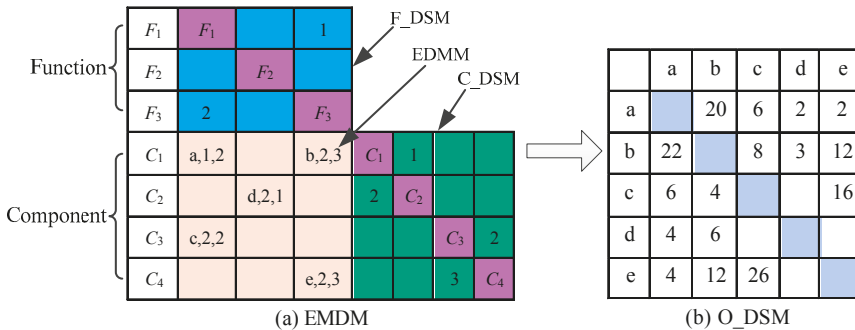 F1 F1 1 F_DSM
Function F2 F2 EDMM
F3 2 F3 C_DSM
C1 a,1,2 b,2,3 C1 1
C2 d,2,1 2 C2
Component C3 c,2,2 C3 2
C4 e,2,3 3 C4
(a) EMDM
a b c d e
a 20 6 2 2
b 22 8 3 12
c 6 4 16
d 4 6
e 4 12 26
(b) O_DSM